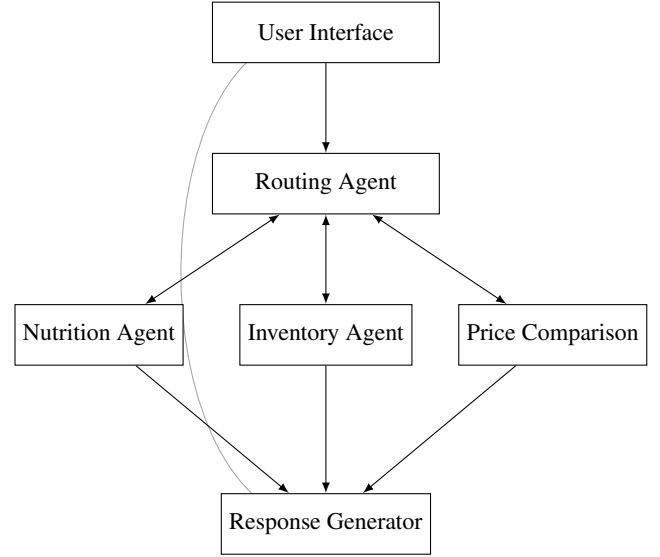 User Interface
Routing Agent
Nutrition Agent
Inventory Agent
Price Comparison
Response Generator